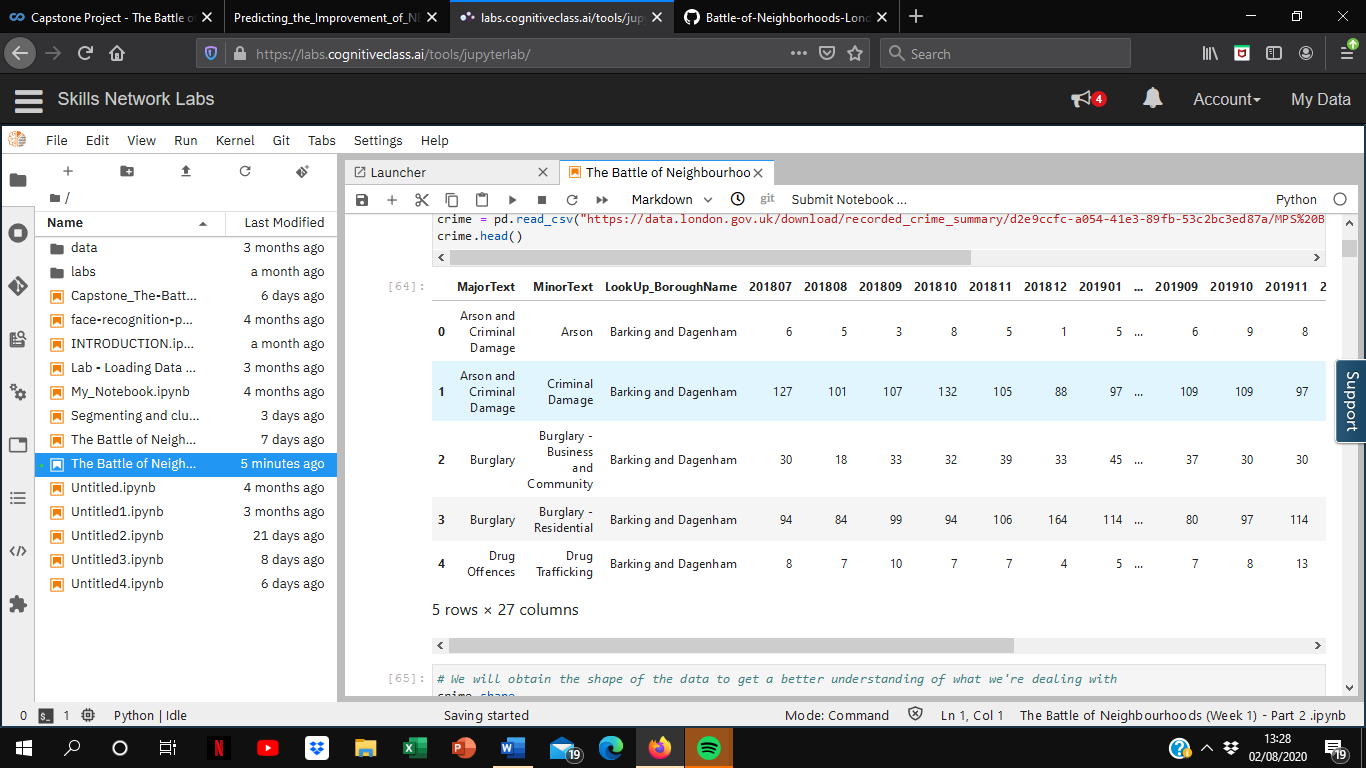 Capstone Project - The Battle of
Predicting_the_Improvement_of_NB
labs.cognitiveclass.ai/tools/jupy
Battle-of-Neighborhoods-Lond
https://labs.cognitiveclass.ai/tools/jupyterlab/
Search
Skills Network Labs
4
Account
My Data
File Edit View Run Kernel Git Tabs Settings Help
/
Name Last Modified
data 3 months ago
labs a month ago
Capstone_The-Batt... 6 days ago
face-recognition-p... 4 months ago
INTRODUCTION.ip... a month ago
Lab - Loading Data ... 3 months ago
My_Notebook.ipynb 4 months ago
Segmenting and clu... 3 days ago
The Battle of Neigh... 7 days ago
The Battle of Neigh... 5 minutes ago
Untitled.ipynb 4 months ago
Untitled1.ipynb 3 months ago
Untitled2.ipynb 21 days ago
Untitled3.ipynb 8 days ago
Untitled4.ipynb 6 days ago
Launcher
The Battle of Neighbourhoo
Markdown
git
Submit Notebook ...
Python
crime = pd.read_csv("https://data.london.gov.uk/download/recorded_crime_summary/d2e9ccfc-a054-41e3-89fb-53c2bc3ed87a/MPS%20B
crime.head()
[64]:
MajorText MinorText LookUp_BoroughName 201807 201808 201809 201810 201811 201812 201901 ... 201909 201910 201911 2
0 Arson and Criminal Damage Arson Barking and Dagenham 6 5 3 8 5 1 5 ... 6 9 8
1 Arson and Criminal Damage Criminal Damage Barking and Dagenham 127 101 107 132 105 88 97 ... 109 109 97
2 Burglary Burglary - Business and Community Barking and Dagenham 30 18 33 32 39 33 45 ... 37 30 30
3 Burglary Burglary - Residential Barking and Dagenham 94 84 99 94 106 164 114 ... 80 97 114
4 Drug Offences Drug Trafficking Barking and Dagenham 8 7 10 7 7 4 5 ... 7 8 13
5 rows × 27 columns
[65]:
# We will obtain the shape of the data to get a better understanding of what we're dealing with
crime.shape
Support
0
1
Python | Idle
Saving started
Mode: Command
Ln 1, Col 1
The Battle of Neighbourhoods (Week 1) - Part 2 .ipynb
19
13:28
02/08/2020
19